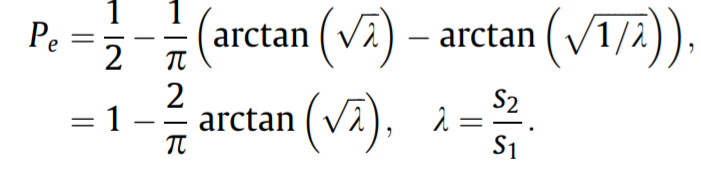 P_e = 1/2 − 1/π (arctan (√λ) − arctan (√1/λ)),
= 1 − 2/π arctan (√λ), λ = s_2/s_1.